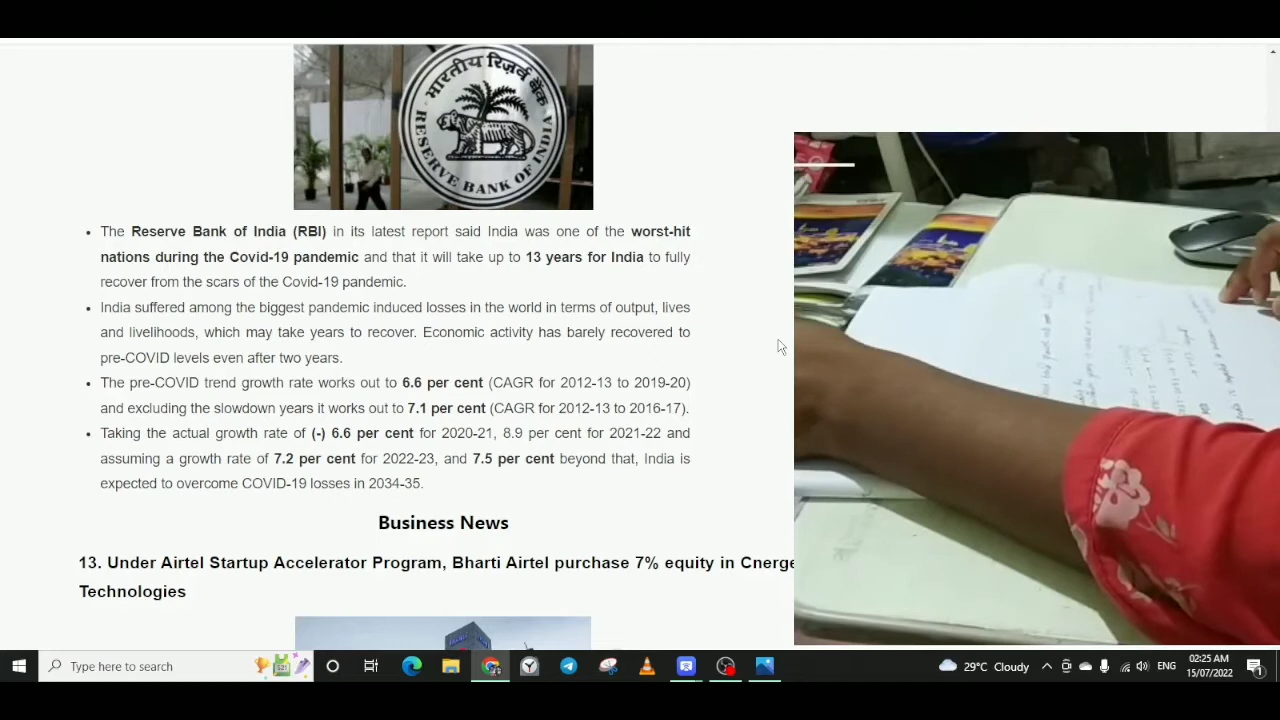 भारतीय रिज़र्व बैंक
RESERVE BANK OF INDIA
• The Reserve Bank of India (RBI) in its latest report said India was one of the worst-hit
nations during the Covid-19 pandemic and that it will take up to 13 years for India to fully
recover from the scars of the Covid-19 pandemic.
• India suffered among the biggest pandemic induced losses in the world in terms of output, lives
and livelihoods, which may take years to recover. Economic activity has barely recovered to
pre-COVID levels even after two years.
• The pre-COVID trend growth rate works out to 6.6 per cent (CAGR for 2012-13 to 2019-20)
and excluding the slowdown years it works out to 7.1 per cent (CAGR for 2012-13 to 2016-17).
• Taking the actual growth rate of (-) 6.6 per cent for 2020-21, 8.9 per cent for 2021-22 and
assuming a growth rate of 7.2 per cent for 2022-23, and 7.5 per cent beyond that, India is
expected to overcome COVID-19 losses in 2034-35.
Business News
13. Under Airtel Startup Accelerator Program, Bharti Airtel purchase 7% equity in Cnerge
Technologies
Type here to search
29°C Cloudy
ENG
02:25 AM
15/07/2022
1